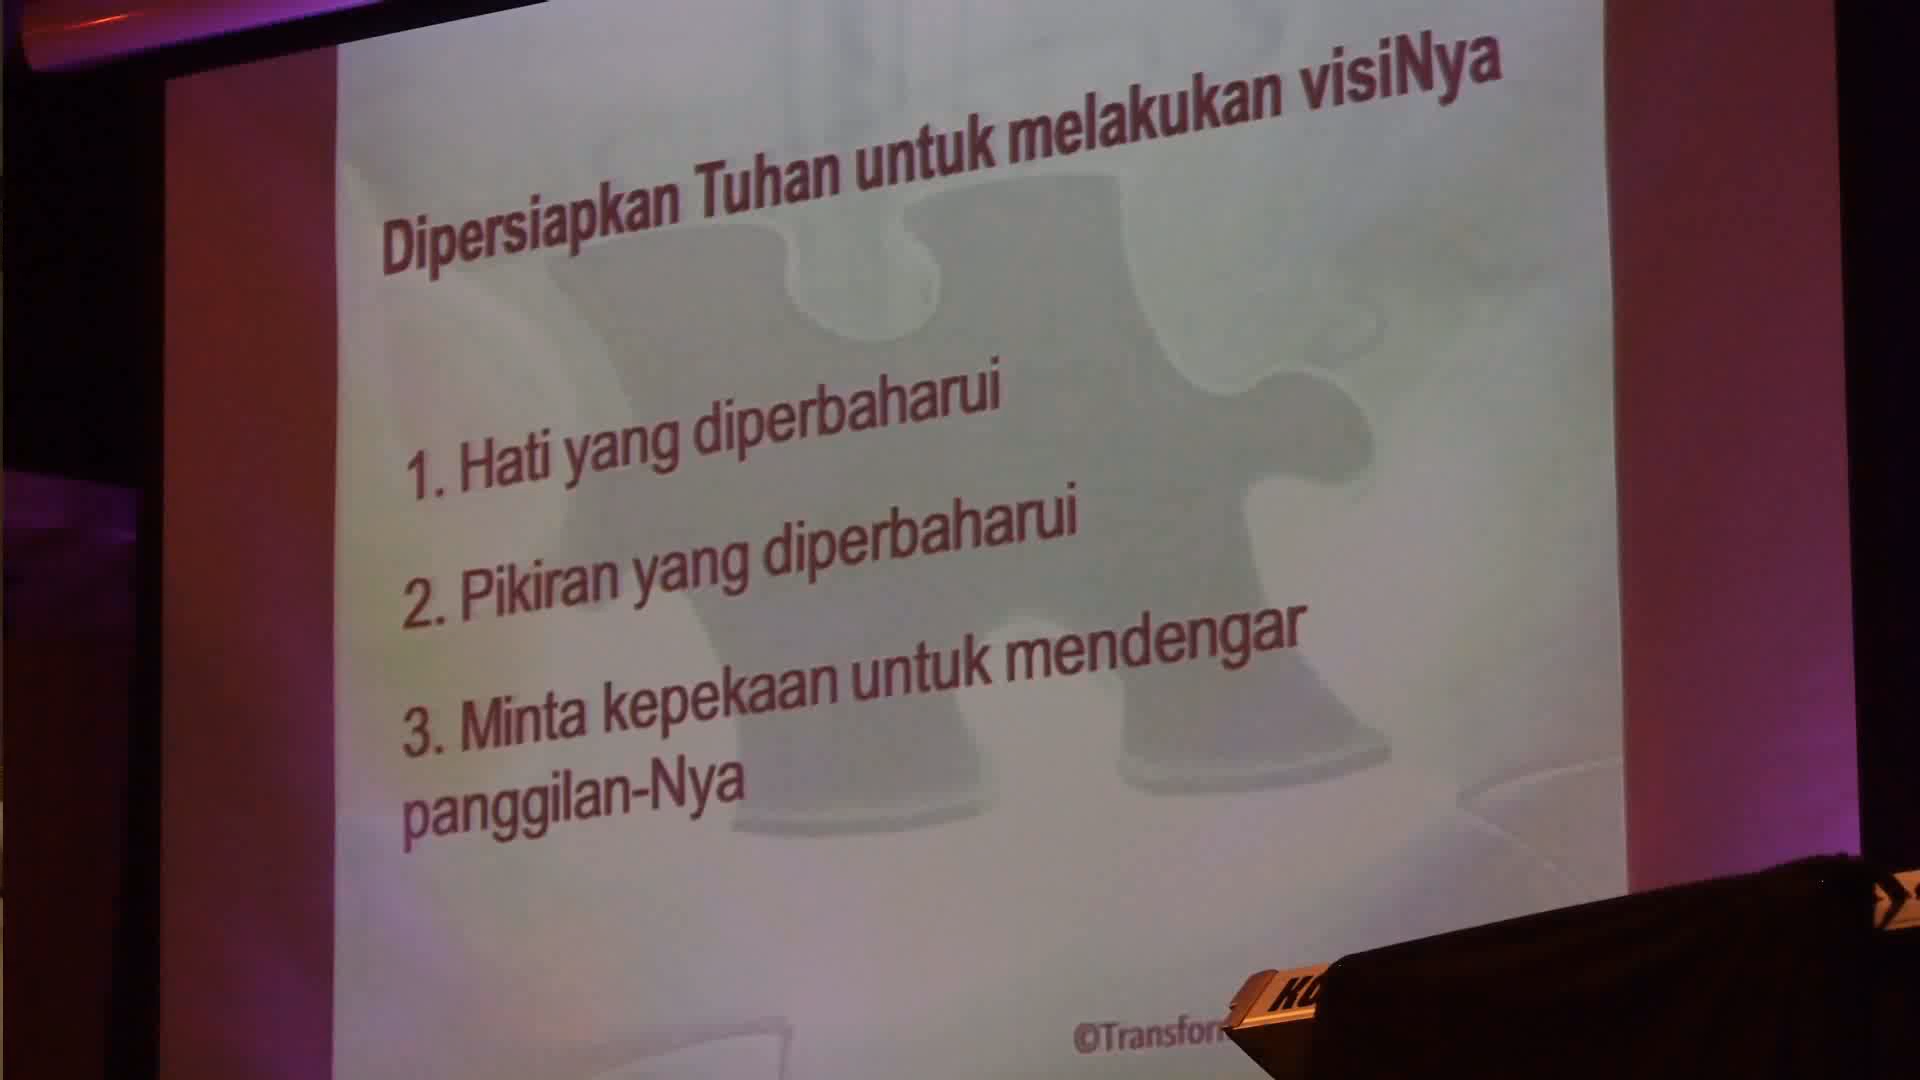 Dipersiapkan Tuhan untuk melakukan visiNya
1. Hati yang diperbaharui
2. Pikiran yang diperbaharui
3. Minta kepekaan untuk mendengar
panggilan-Nya